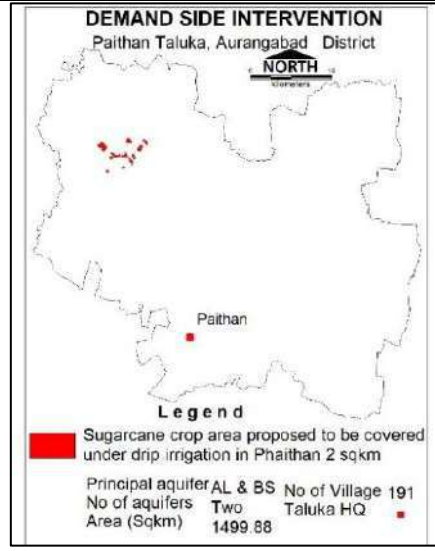 DEMAND SIDE INTERVENTION
Paithan Taluka, Aurangabad District
NORTH
kilometers
Paithan
Legend
Sugarcane crop area proposed to be covered
under drip irrigation in Phaithan 2 sqkm
Principal aquifer AL & BS No of Village 191
No of aquifers Two Taluka HQ
Area (Sqkm) 1499.88